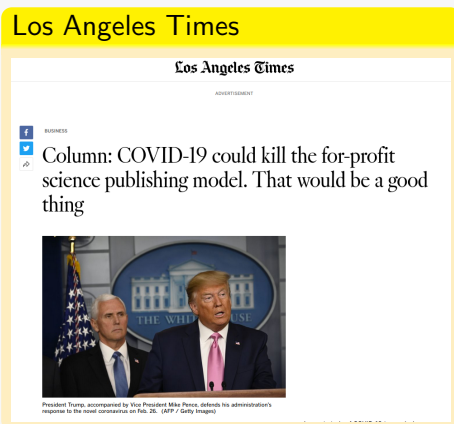 Los Angeles Times
Los Angeles Times
ADVERTISEMENT
BUSINESS
Column: COVID-19 could kill the for-profit
science publishing model. That would be a good
thing
THE WH
USE
President Trump, accompanied by Vice President Mike Pence, defends his administration's
response to the novel coronavirus on Feb. 26. (AFP / Getty Images)